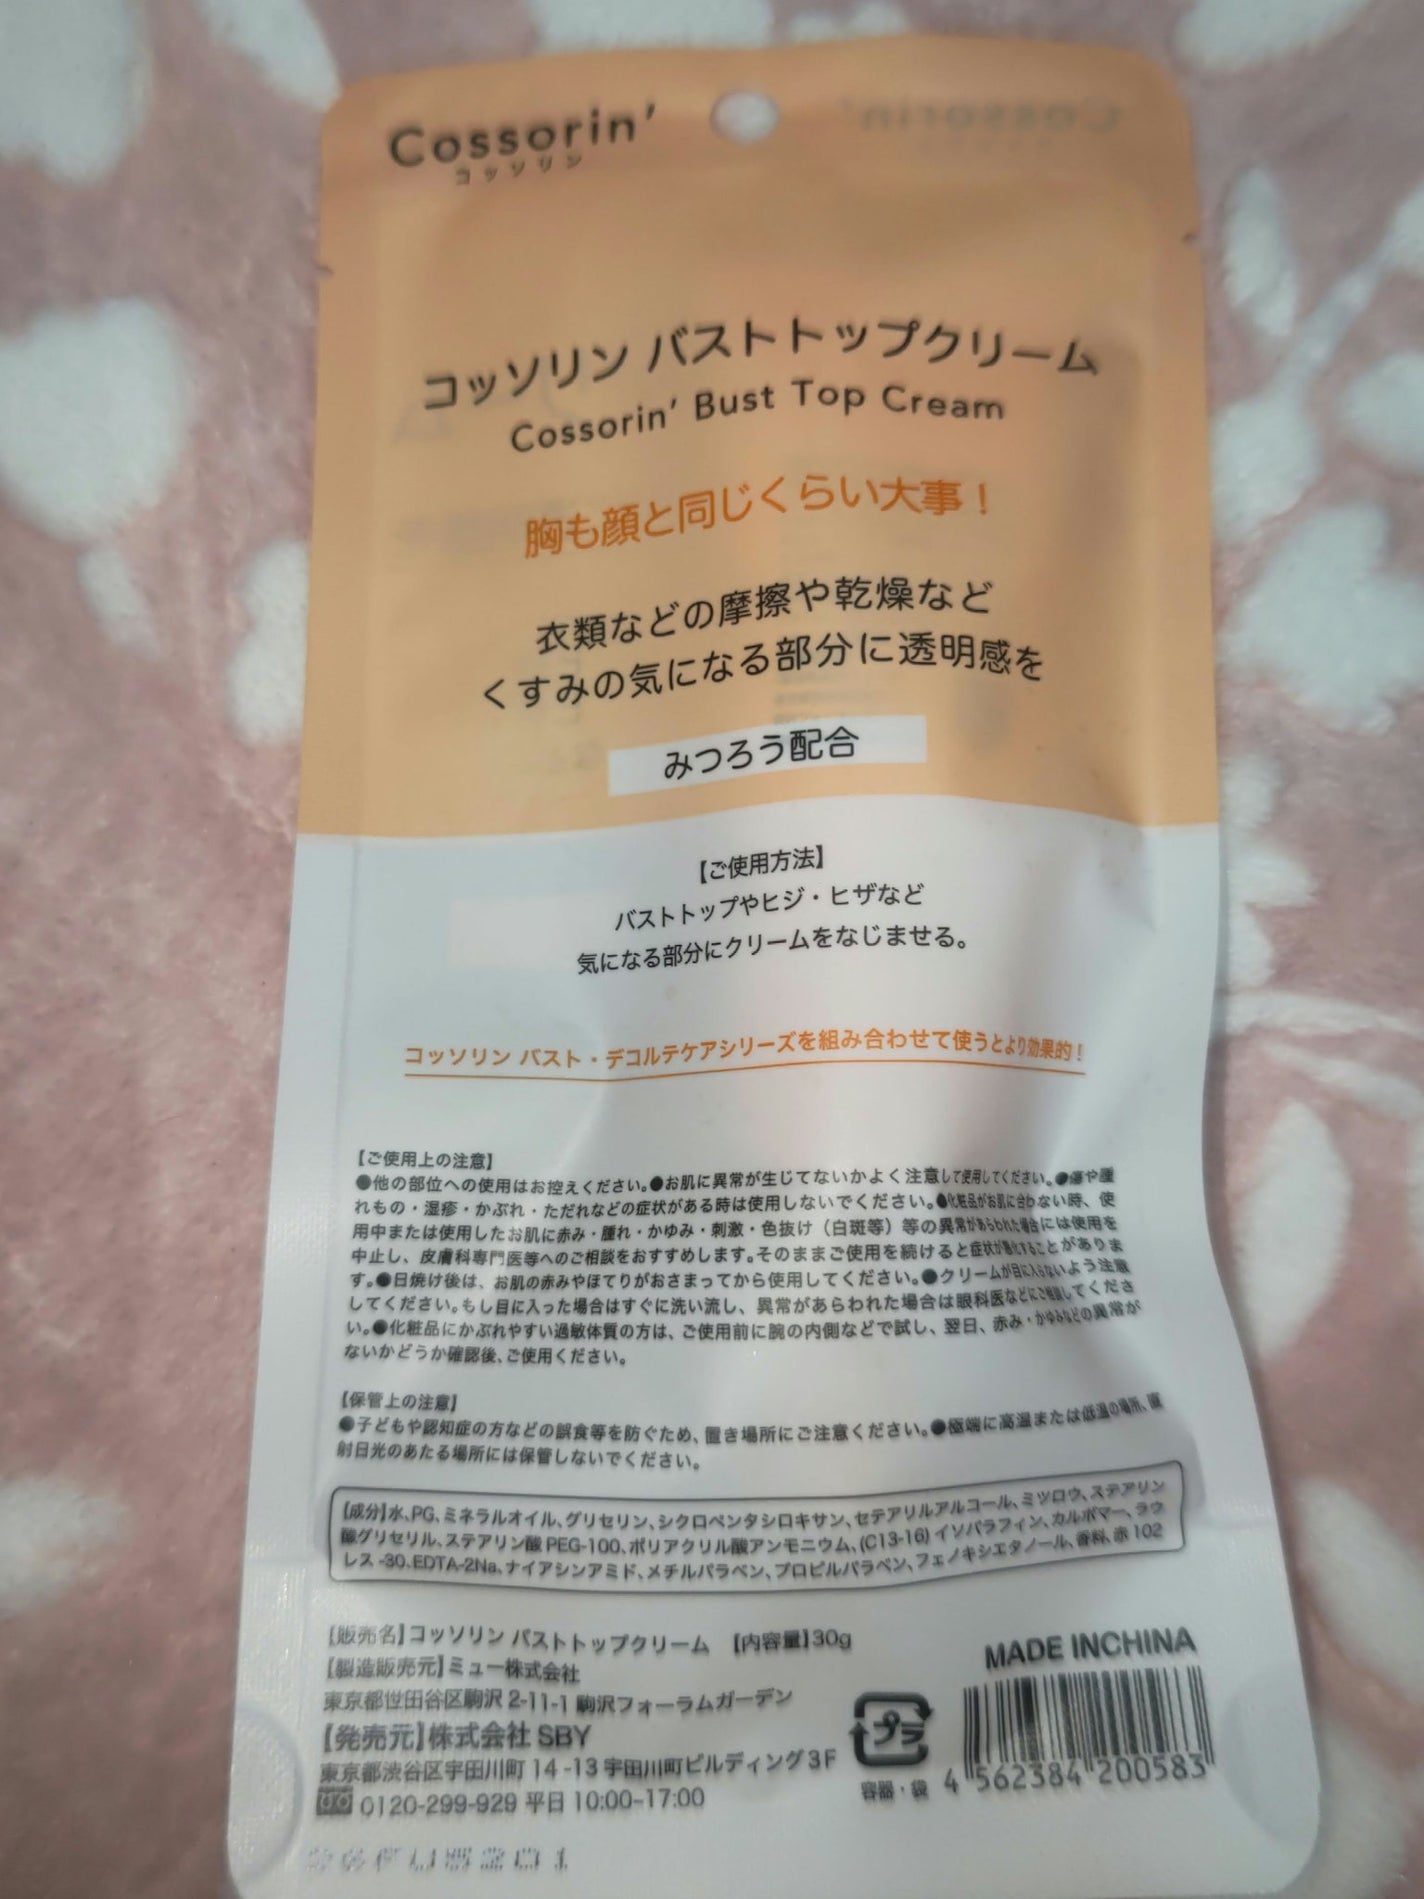 Cossorin'
コッソリン
コッソリン バストトップクリーム
Cossorin' Bust Top Cream
胸も顔と同じくらい大事！
衣類などの摩擦や乾燥など
くすみの気になる部分に透明感を
みつろう配合
【ご使用方法】
バストトップやヒジ・ヒザなど
気になる部分にクリームをなじませる。
コッソリン バスト・デコルテケアシリーズを組み合わせて使うとより効果的！
【ご使用上の注意】
●他の部位への使用はお控えください。●お肌に異常が生じてないかよく注意して使用してください。●傷や腫
れもの・湿疹・かぶれ・ただれなどの症状がある時は使用しないでください。●化粧品がお肌に合わない時、使
用中または使用したお肌に赤み・腫れ・かゆみ・刺激・色抜け（白斑等）等の異常があらわれた場合には使用を
中止し、皮膚科専門医等へのご相談をおすすめします。そのままご使用を続けると症状が悪化することがありま
す。●日焼け後は、お肌の赤みやほてりがおさまってから使用してください。●クリームが目に入らないよう注意
してください。もし目に入った場合はすぐに洗い流し、異常があらわれた場合は眼科医などにご相談してくださ
い。●化粧品にかぶれやすい過敏体質の方は、ご使用前に腕の内側などで試し、翌日、赤み・かゆみなどの異常が
ないかどうか確認後、ご使用ください。
【保管上の注意】
●子どもや認知症の方などの誤食等を防ぐため、置き場所にご注意ください。●極端に高温または低温の場所、直
射日光のあたる場所には保管しないでください。
【成分】水、PG、ミネラルオイル、グリセリン、シクロペンタシロキサン、セテアリルアルコール、ミツロウ、ステアリン
酸グリセリル、ステアリン酸PEG-100、ポリアクリル酸アンモニウム、(C13-16)イソパラフィン、カルボマー、ラウ
レス-30、EDTA-2Na、ナイアシンアミド、メチルパラベン、プロピルパラベン、フェノキシエタノール、香料、赤102
【販売名】コッソリン バストトップクリーム 【内容量】30g
【製造販売元】ミュー株式会社
東京都世田谷区駒沢2-11-1 駒沢フォーラムガーデン
【発売元】株式会社 SBY
東京都渋谷区宇田川町14-13 宇田川町ビルディング3F
0120-299-929 平日10:00-17:00
MADE INCHINA
プラ
容器・袋
4 562384 200583